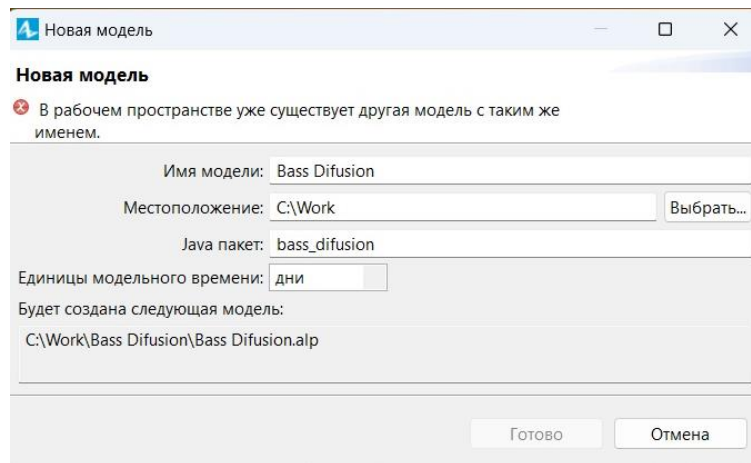 Новая модель
Новая модель
В рабочем пространстве уже существует другая модель с таким же
именем.
Имя модели: Bass Difusion
Местоположение: C:\Work Выбрать...
Java пакет: bass_difusion
Единицы модельного времени: дни
Будет создана следующая модель:
C:\Work\Bass Difusion\Bass Difusion.alp
Готово Отмена